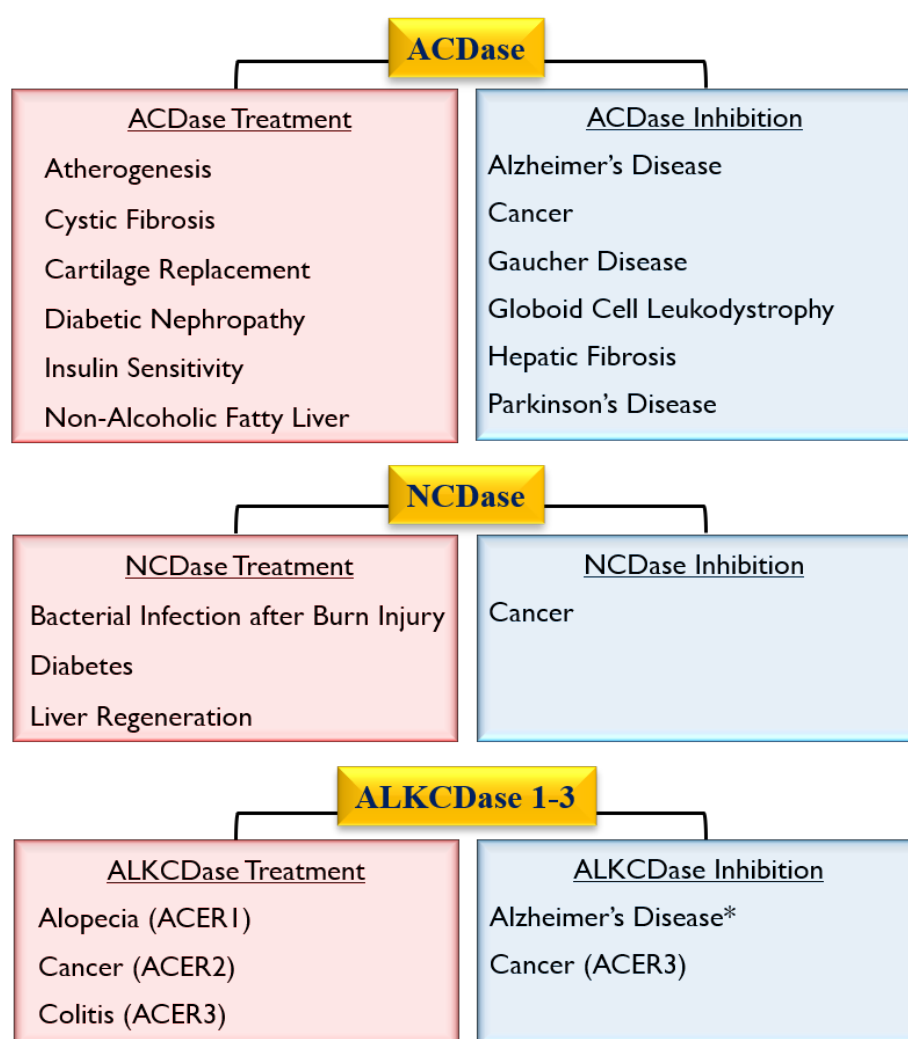 ACDase
ACDase Treatment
Atherogenesis
Cystic Fibrosis
Cartilage Replacement
Diabetic Nephropathy
Insulin Sensitivity
Non-Alcoholic Fatty Liver
ACDase Inhibition
Alzheimer's Disease
Cancer
Gaucher Disease
Globoid Cell Leukodystrophy
Hepatic Fibrosis
Parkinson's Disease
NCDase
NCDase Treatment
Bacterial Infection after Burn Injury
Diabetes
Liver Regeneration
NCDase Inhibition
Cancer
ALKCDase 1-3
ALKCDase Treatment
Alopecia (ACER1)
Cancer (ACER2)
Colitis (ACER3)
ALKCDase Inhibition
Alzheimer's Disease*
Cancer (ACER3)